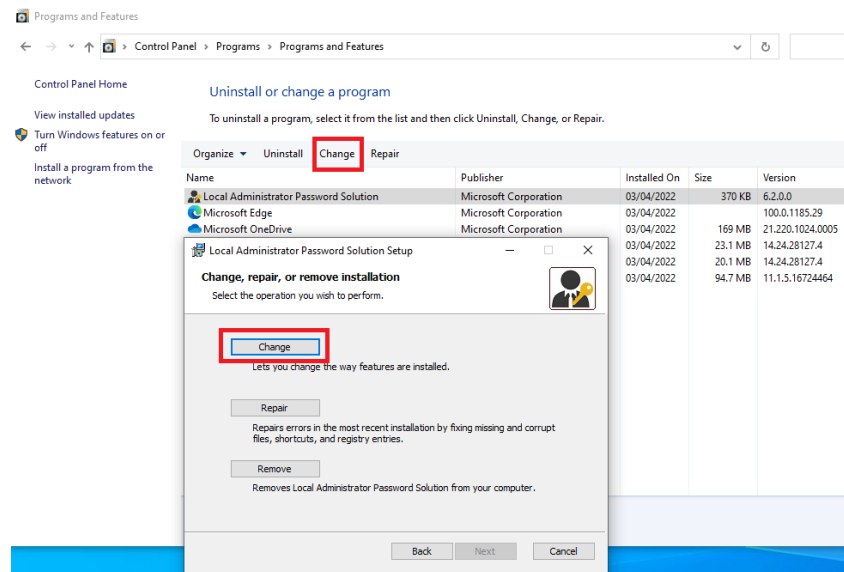 Programs and Features
Control Panel > Programs > Programs and Features
Control Panel Home
View installed updates
Turn Windows features on or
off
Install a program from the
network
Uninstall or change a program
To uninstall a program, select it from the list and then click Uninstall, Change, or Repair.
Organize Uninstall Change Repair
Name Publisher Installed On Size Version
Local Administrator Password Solution Microsoft Corporation 03/04/2022 370 KB 6.2.0.0
Microsoft Edge Microsoft Corporation 03/04/2022 100.0.1185.29
Microsoft OneDrive Microsoft Corporation 03/04/2022 169 MB 21.220.1024.0005
03/04/2022 23.1 MB 14.24.28127.4
03/04/2022 20.1 MB 14.24.28127.4
03/04/2022 94.7 MB 11.1.5.16724464
Local Administrator Password Solution Setup
Change, repair, or remove installation
Select the operation you wish to perform.
Change
Lets you change the way features are installed.
Repair
Repairs errors in the most recent installation by fixing missing and corrupt
files, shortcuts, and registry entries.
Remove
Removes Local Administrator Password Solution from your computer.
Back Next Cancel